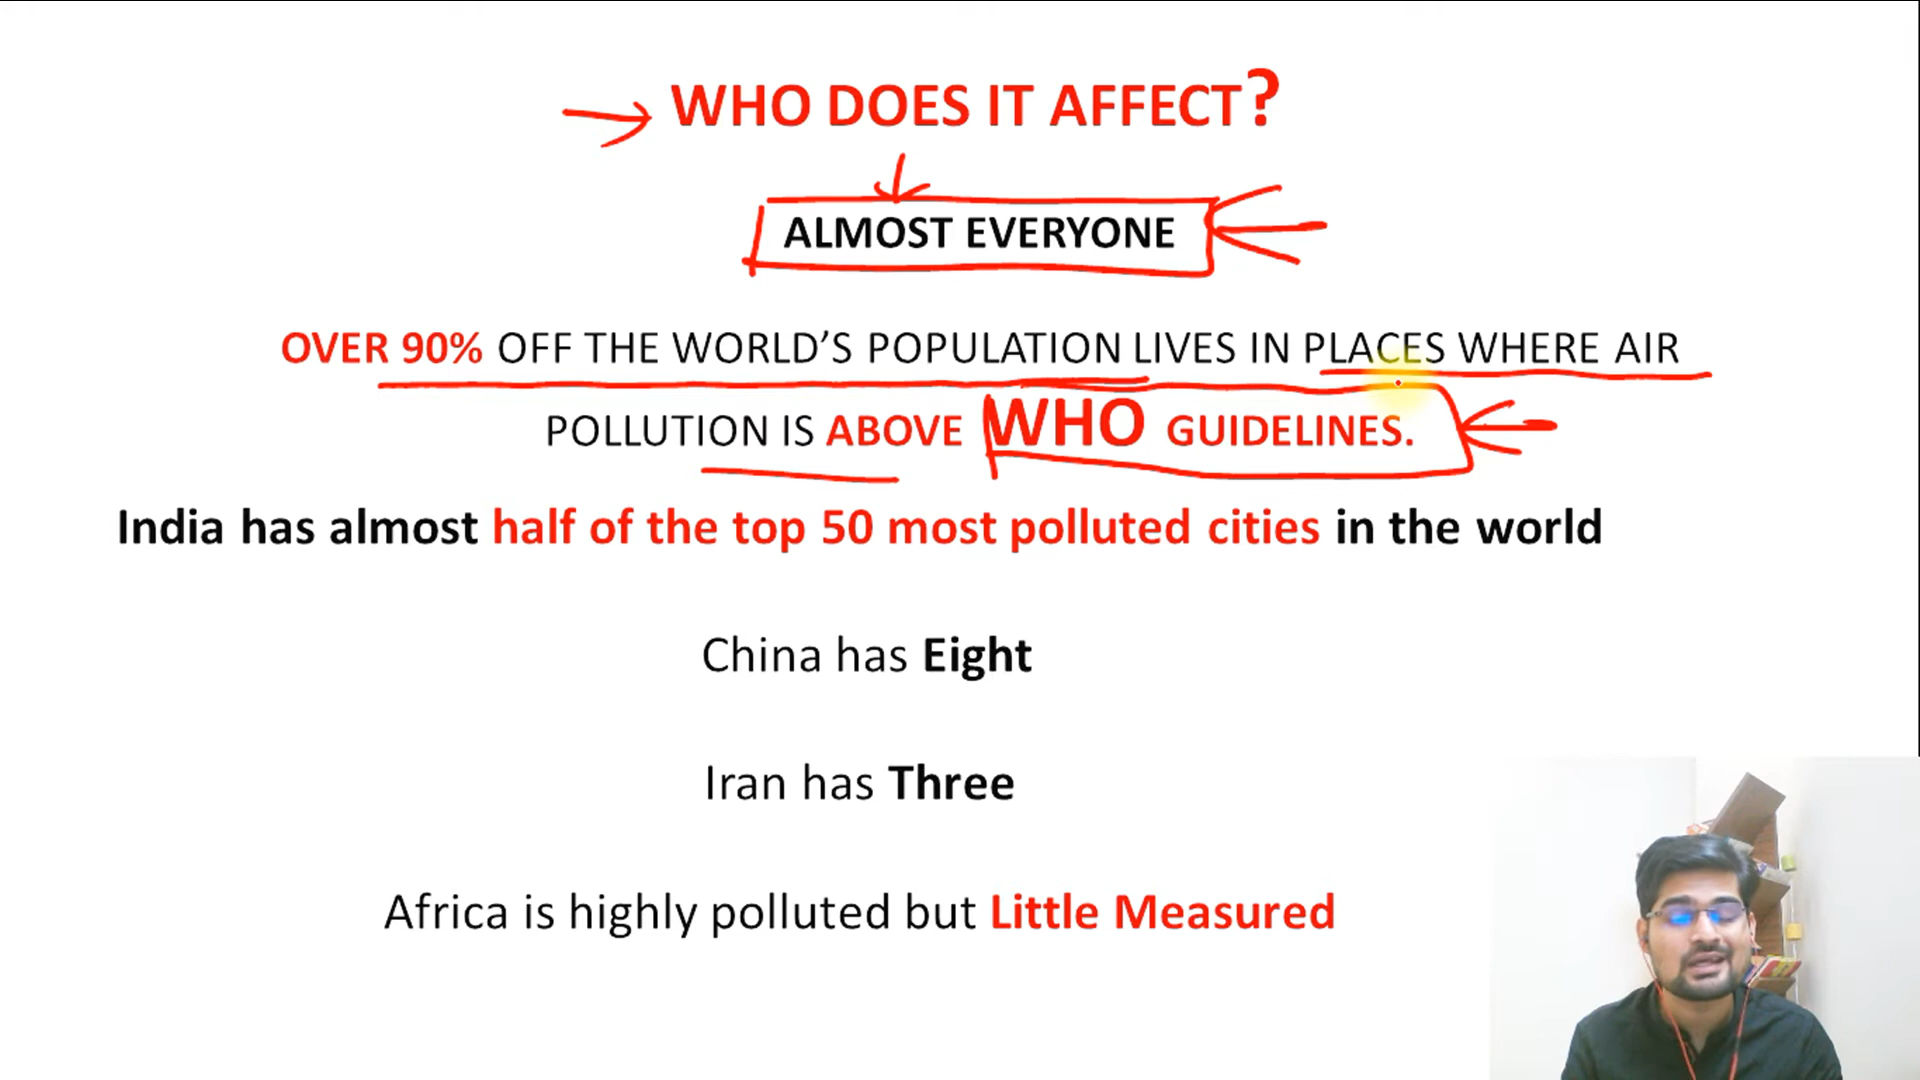 WHO DOES IT AFFECT?
ALMOST EVERYONE
OVER 90% OFF THE WORLD’S POPULATION LIVES IN PLACES WHERE AIR
POLLUTION IS ABOVE WHO GUIDELINES.
India has almost half of the top 50 most polluted cities in the world
China has Eight
Iran has Three
Africa is highly polluted but Little Measured